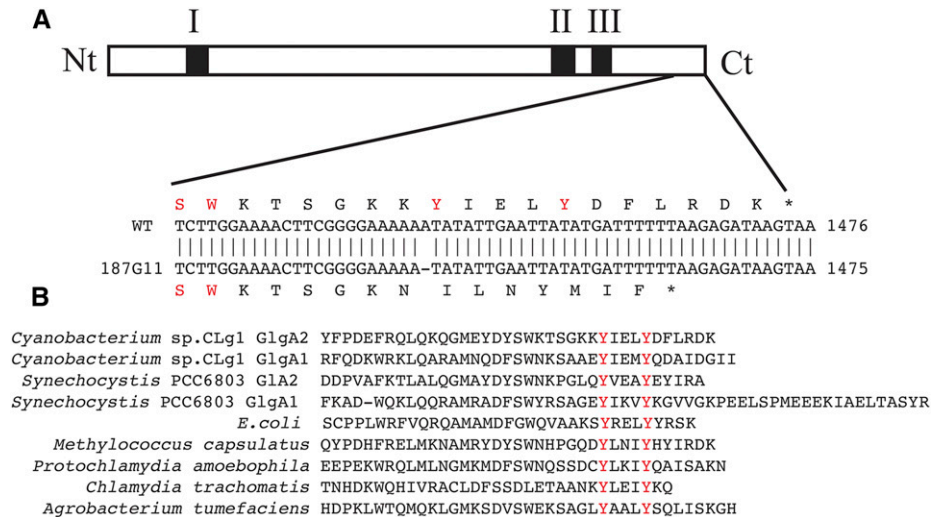 A
I II III
Nt Ct
S W K T S G K K Y I E L Y D F L R D K *
WT TCTTGGAAAACTTCGGGGAAAAAATATATTGAATTATATGATTTTTTAAGAGATAAGTAA 1476
187G11 TCTTGGAAAACTTCGGGGAAAAA-TATATTGAATTATATGATTTTTTAAGAGATAAGTAA 1475
S W K T S G K N I L N Y M I F *
B
Cyanobacterium sp.CLg1 GlgA2 YFPDEFRQLQKQGMEYDYSWKTSGKKYIELYDFLRDK
Cyanobacterium sp.CLg1 GlgA1 RFQDKWRKLQARAMNQDFSWNKSAAEYIEMYQDAIDGII
Synechocystis PCC6803 GlA2 DDPVAFKTLALQGMAYDYSWNKPGLQYVEAYEYIRA
Synechocystis PCC6803 GlgA1 FKAD-WQKLQQRAMRADFSWYRSAGEYIKVYKGVVGKPEELSPMEEEKIAELTASYR
E.coli SCPPLWRFVQRQAMAMDFGWQVAAKSYRELYYRSK
Methylococcus capsulatus QYPDHFRELMKNAMRYDYSWNHPGQDYLNIYHYIRDK
Protochlamydia amoebophila EEPEKWRQLMLNGMKMDFSWNQSSDCYLKIYQAISAKN
Chlamydia trachomatis TNHDKWQHIVRACLDFSSDLETAANKYLEIYKQ
Agrobacterium tumefaciens HDPKLWTQMQKLGMKSDVSWEKSAGLYAALYSQLISKGH